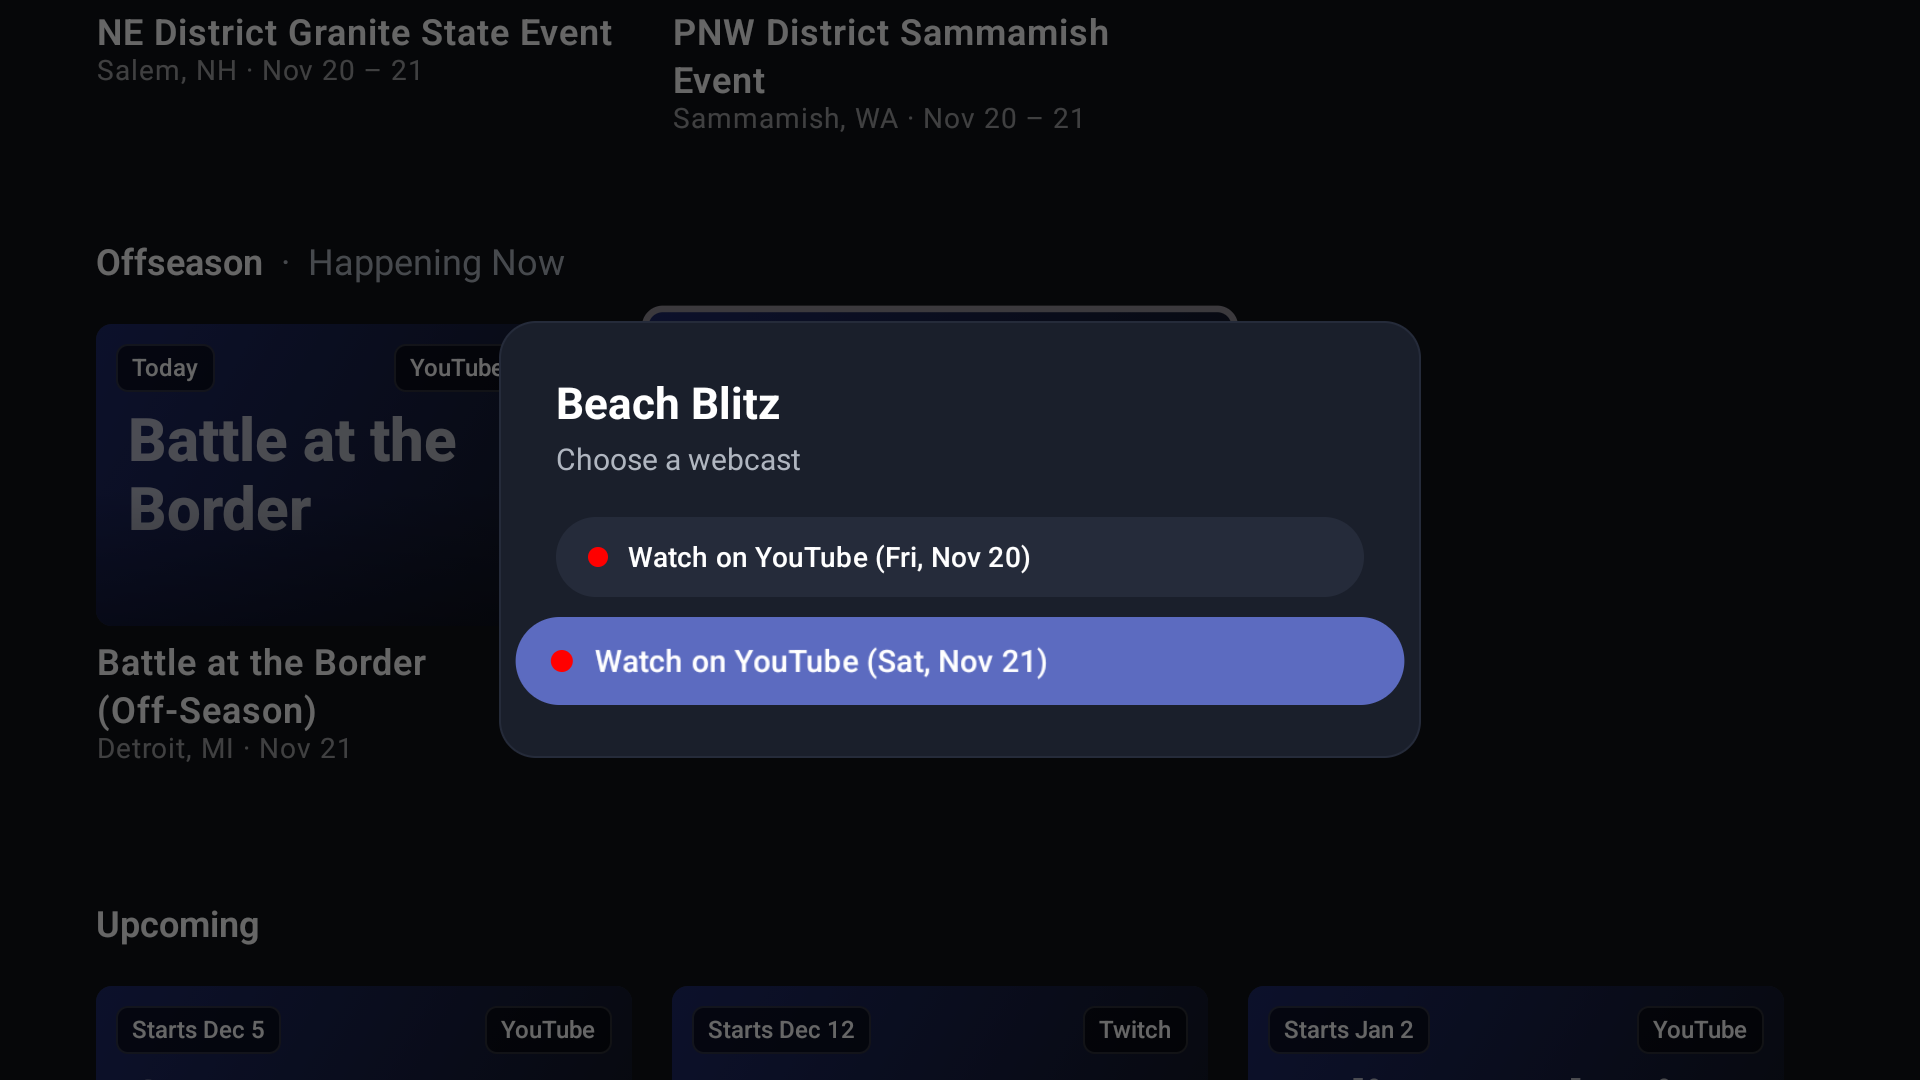 NE District Granite State Event
Salem, NH · Nov 20 – 21
PNW District Sammamish
Event
Sammamish, WA · Nov 20 – 21
Offseason · Happening Now
Today
YouTube
Battle at the
Border
Battle at the Border
(Off-Season)
Detroit, MI · Nov 21
Beach Blitz
Choose a webcast
Watch on YouTube (Fri, Nov 20)
Watch on YouTube (Sat, Nov 21)
Upcoming
Starts Dec 5
YouTube
Starts Dec 12
Twitch
Starts Jan 2
YouTube